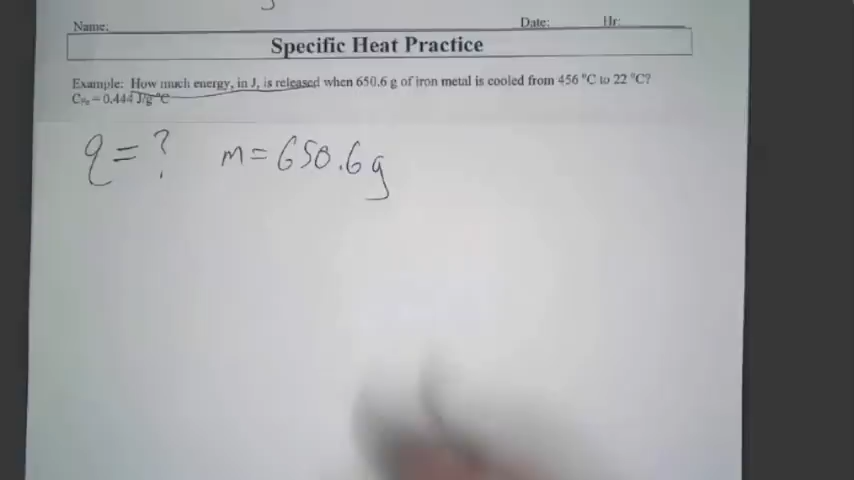 Name: Date: Hr:
Specific Heat Practice
Example: How much energy, in J, is released when 650.6 g of iron metal is cooled from 456 °C to 22 °C?
C_Fe = 0.444 J/g °C
q = ? m = 650.6 g